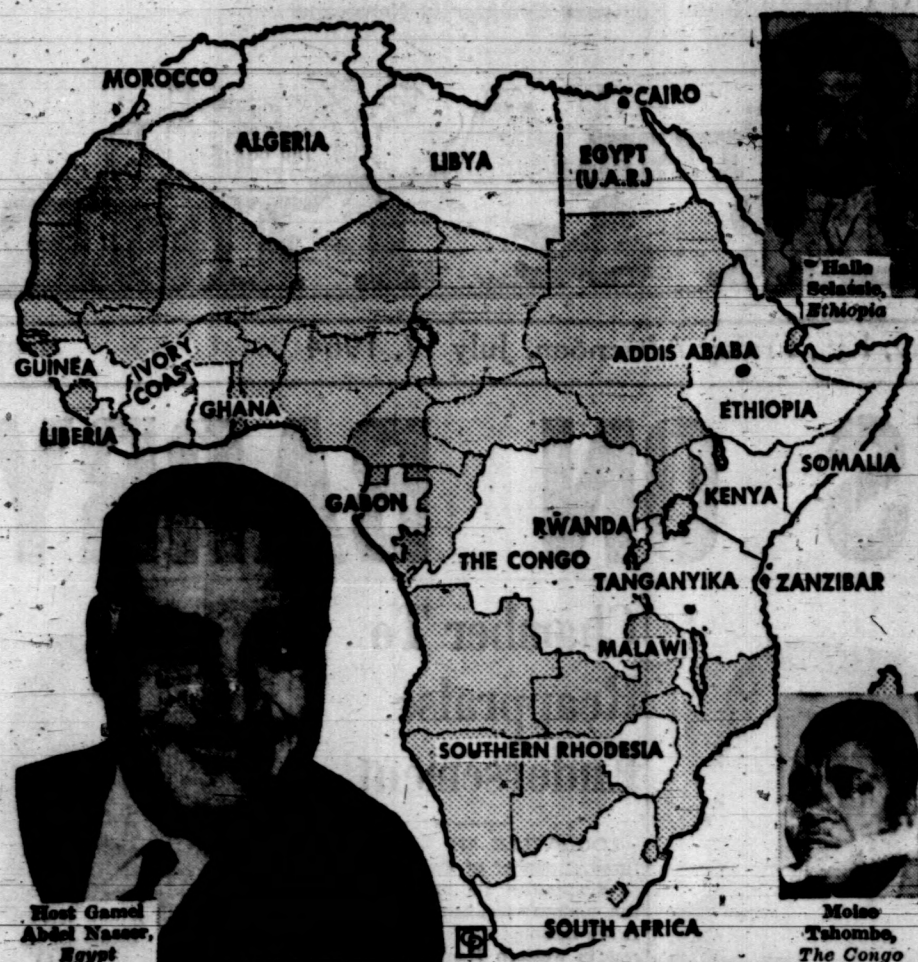 MOROCCO
CAIRO
ALGERIA
LIBYA
EGYPT
(U.A.R.)
Haile
Selassie,
Ethiopia
GUINEA
IVORY
COAST
ADDIS ABABA
GHANA
ETHIOPIA
LIBERIA
SOMALIA
GABON
KENYA
RWANDA
THE CONGO
TANGANYIKA
ZANZIBAR
MALAWI
SOUTHERN RHODESIA
Host Gamel
Abdel Nasser,
Egypt
SOUTH AFRICA
Moise
Tshombe,
The Congo